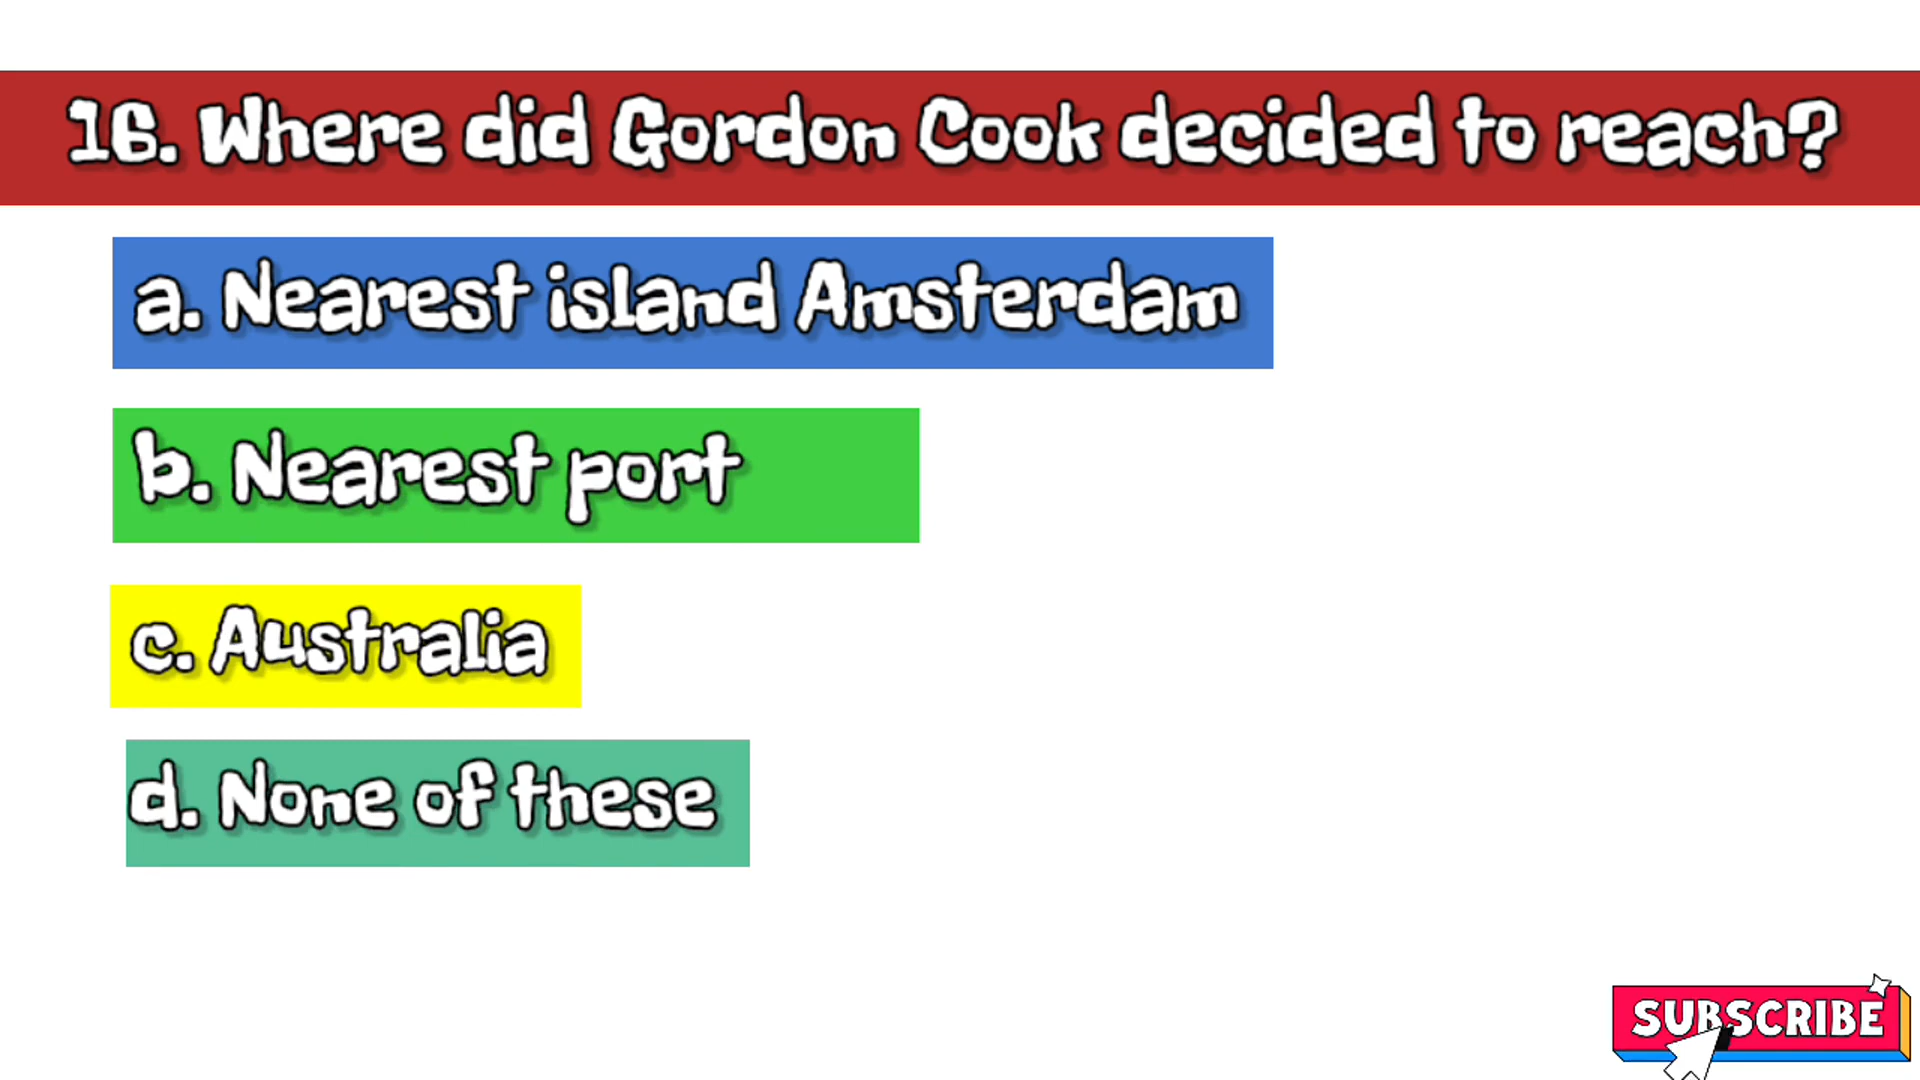 16. Where did Gordon Cook decided to reach?
a. Nearest island Amsterdam
b. Nearest port
c. Australia
d. None of these
SUBSCRIBE